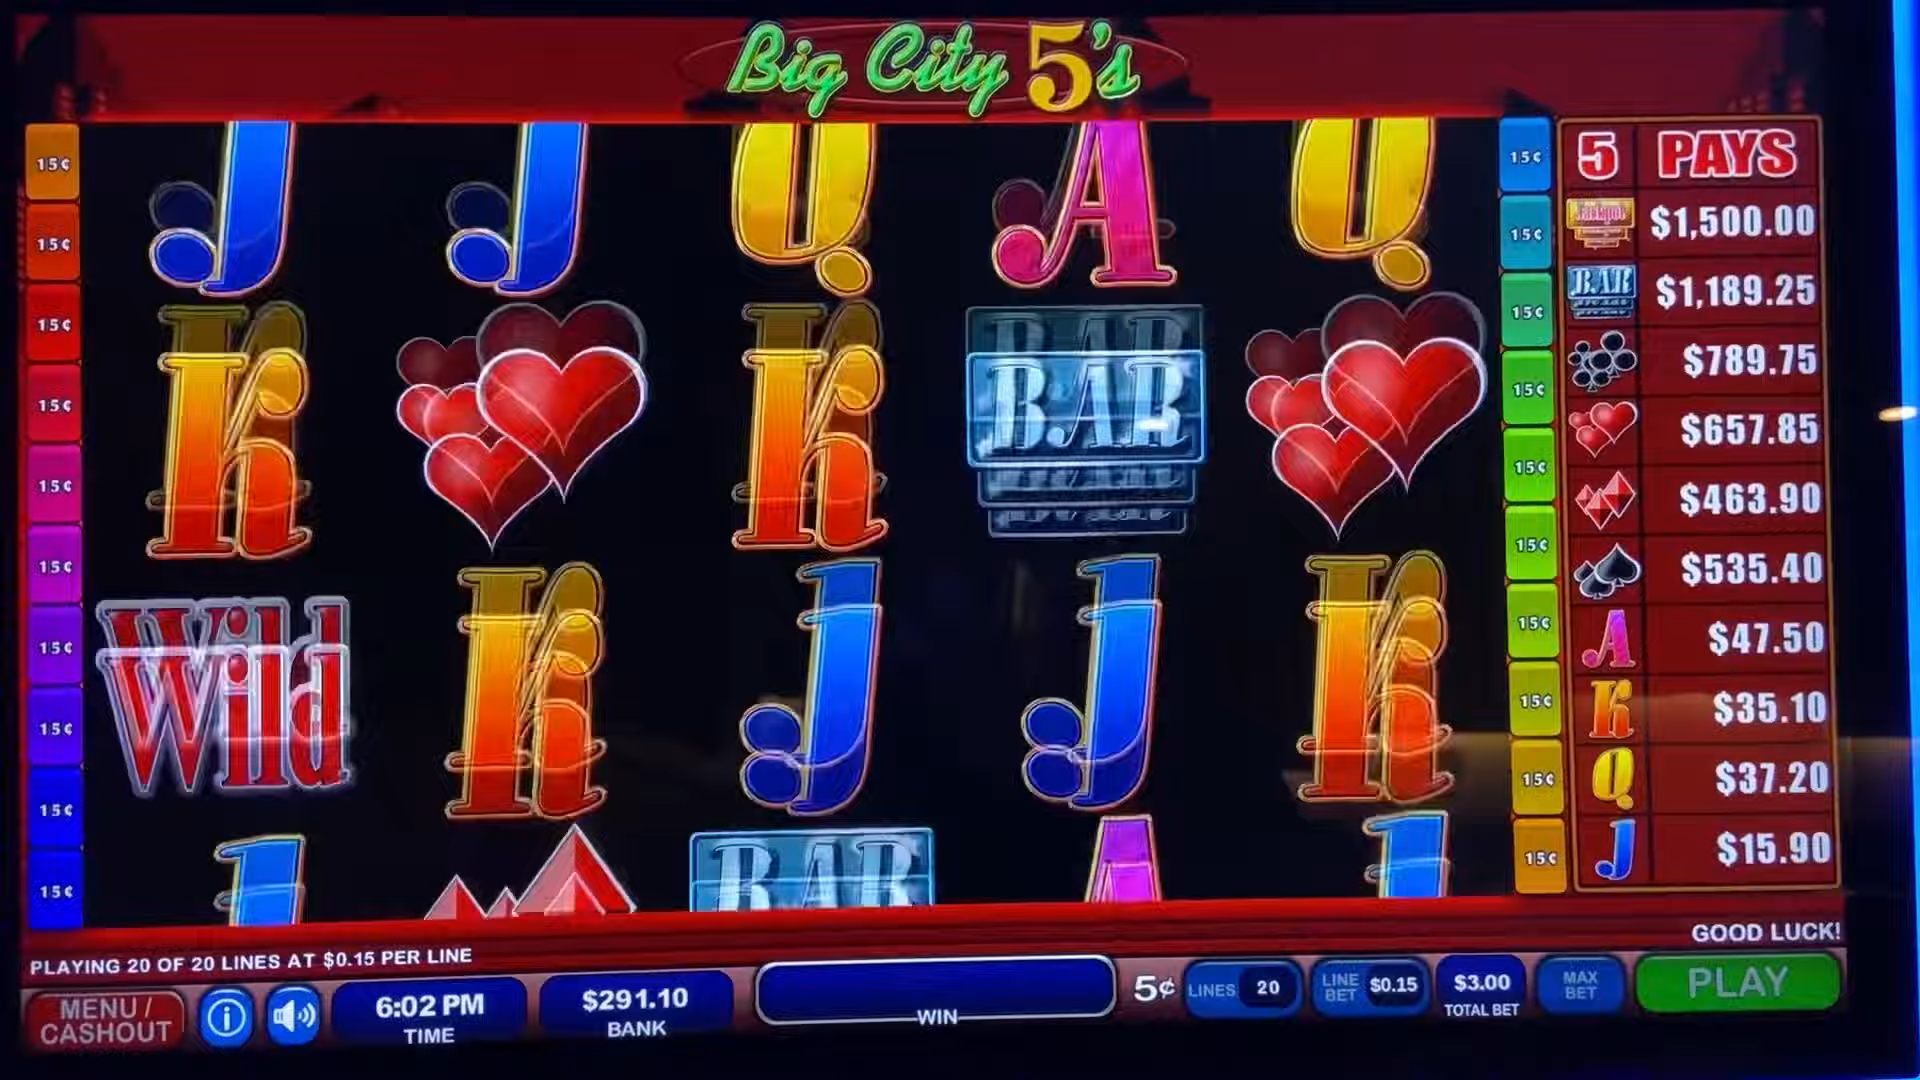 Big City 5's
15¢
15¢
15¢
15¢
15¢
15¢
15¢
15¢
15¢
15¢
J J Q A Q
K K BAR
Wild K J J K
J BAR A J
15¢
15¢
15¢
15¢
15¢
15¢
15¢
15¢
15¢
15¢
5 PAYS
Jackpot $1,500.00
BAR $1,189.25
$789.75
$657.85
$463.90
$535.40
A $47.50
K $35.10
Q $37.20
J $15.90
GOOD LUCK!
PLAYING 20 OF 20 LINES AT $0.15 PER LINE
MENU /
CASHOUT
i
6:02 PM
TIME
$291.10
BANK
WIN
5¢
LINES 20
LINE
BET $0.15
$3.00
TOTAL BET
MAX
BET
PLAY